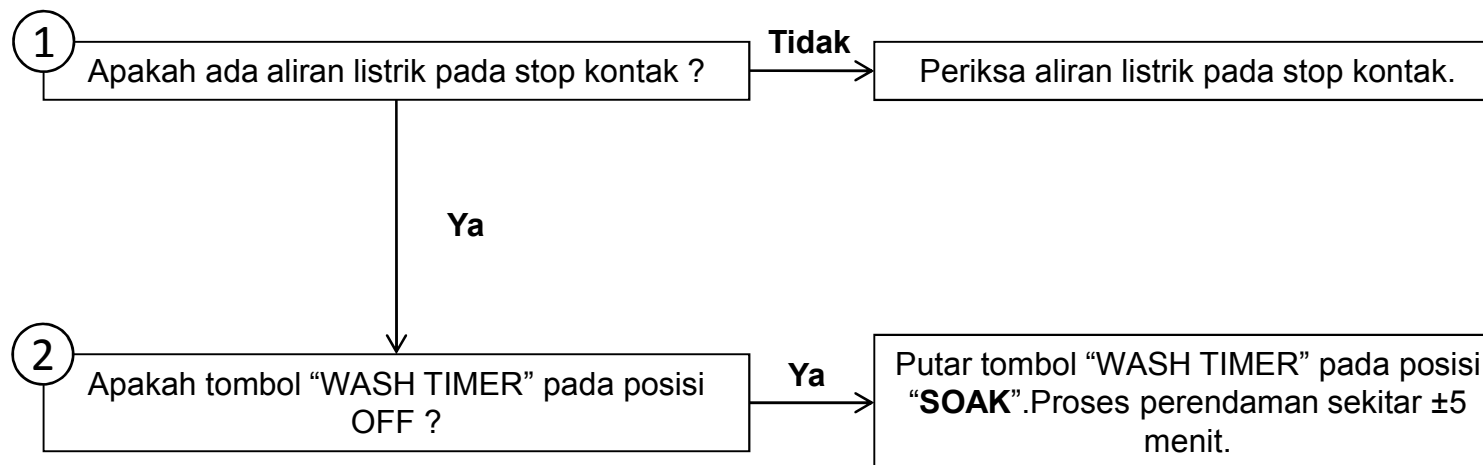 1
Apakah ada aliran listrik pada stop kontak ?
Tidak
Periksa aliran listrik pada stop kontak.
Ya
2
Apakah tombol “WASH TIMER” pada posisi
OFF ?
Ya
Putar tombol “WASH TIMER” pada posisi
“SOAK”.Proses perendaman sekitar ±5
menit.